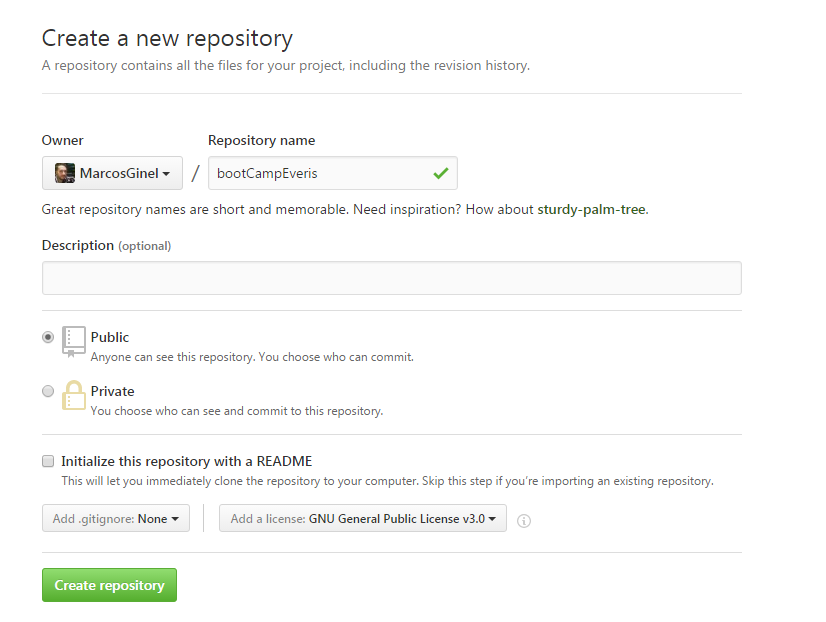 Create a new repository
A repository contains all the files for your project, including the revision history.
Owner
Repository name
MarcosGinel
/
bootCampEveris
Great repository names are short and memorable. Need inspiration? How about sturdy-palm-tree.
Description (optional)
Public
Anyone can see this repository. You choose who can commit.
Private
You choose who can see and commit to this repository.
Initialize this repository with a README
This will let you immediately clone the repository to your computer. Skip this step if you’re importing an existing repository.
Add .gitignore: None
Add a license: GNU General Public License v3.0
Create repository